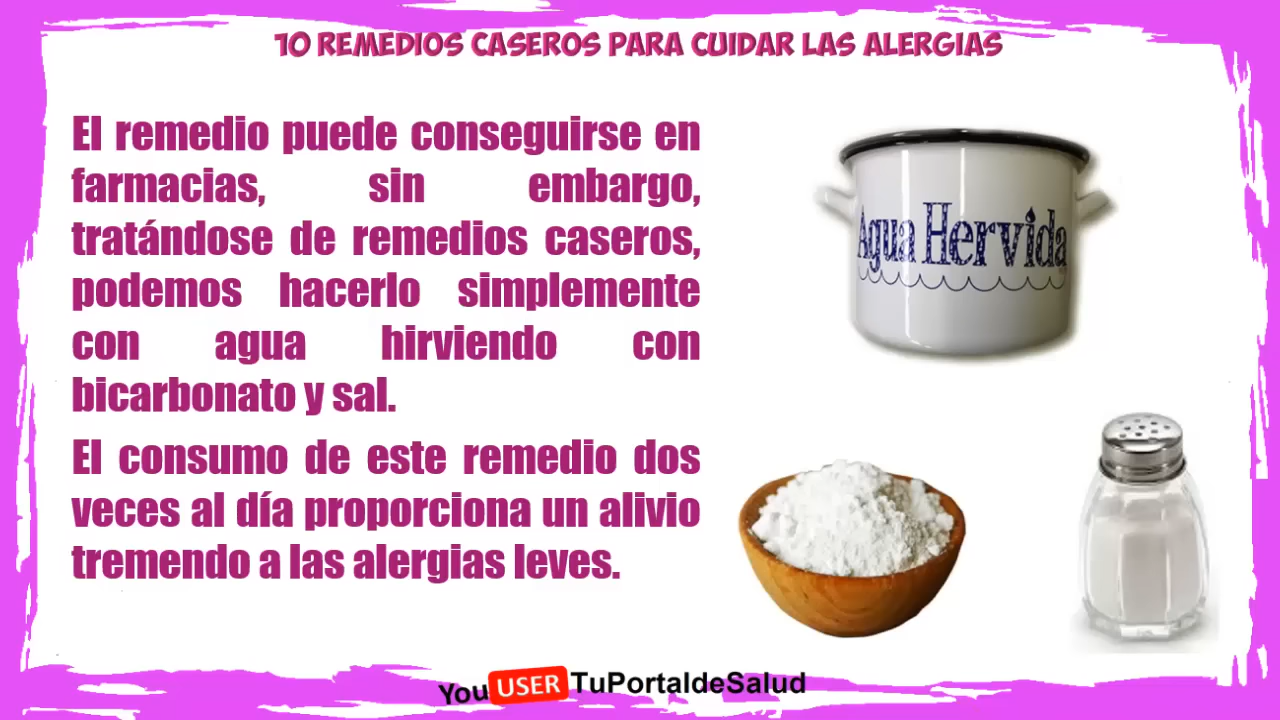 10 REMEDIOS CASEROS PARA CUIDAR LAS ALERGIAS
El remedio puede conseguirse en
farmacias, sin embargo,
tratándose de remedios caseros,
podemos hacerlo simplemente
con agua hirviendo con
bicarbonato y sal.
El consumo de este remedio dos
veces al día proporciona un alivio
tremendo a las alergias leves.
Agua Hervida
You USER TuPortaldeSalud